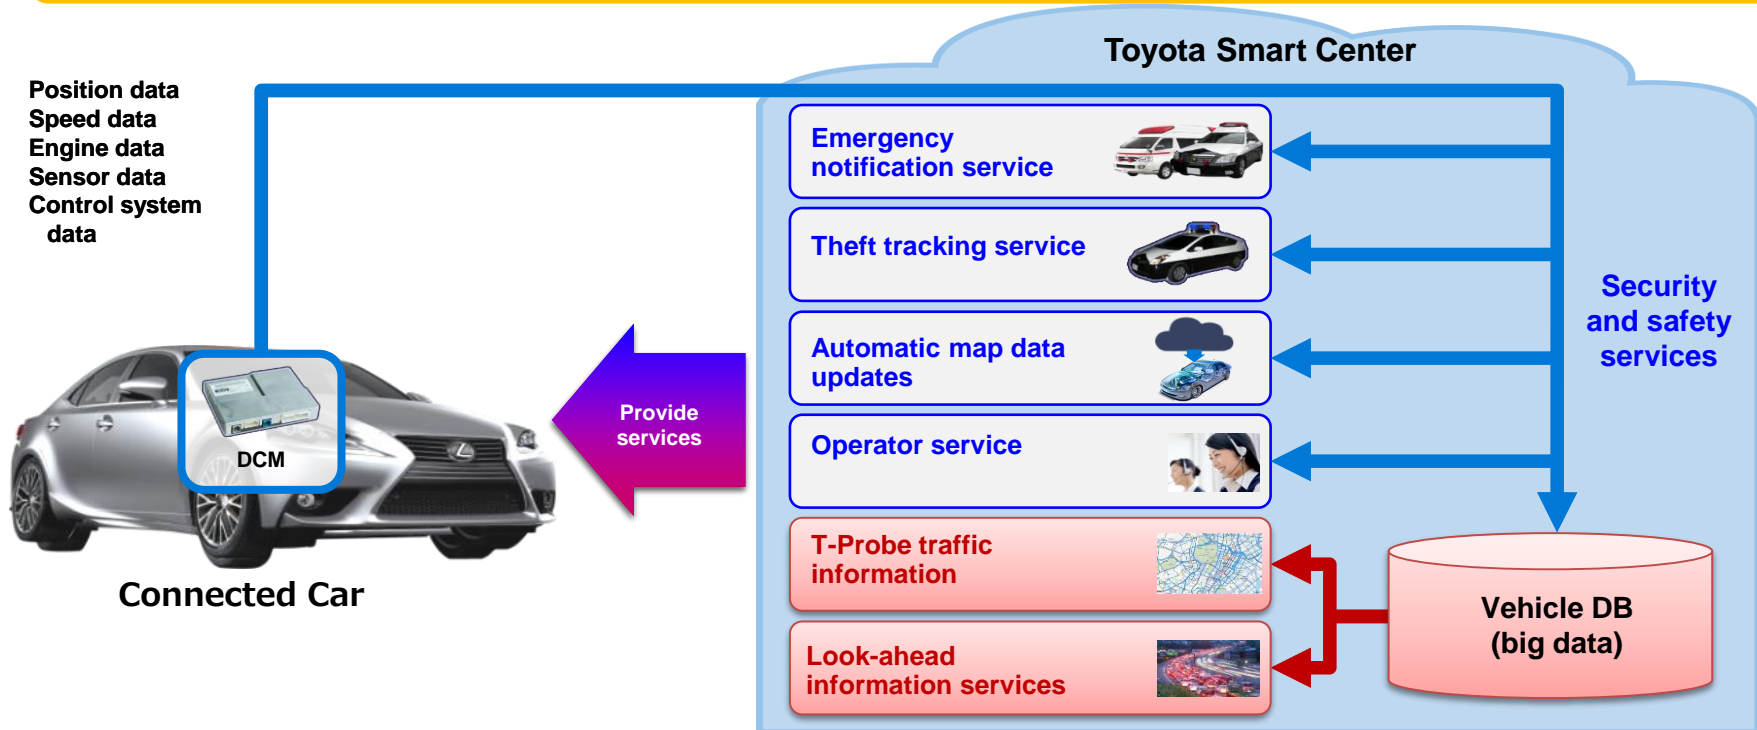 Toyota Smart Center
Position data
Speed data
Engine data
Sensor data
Control system
data
DCM
Connected Car
Provide
services
Emergency
notification service
Theft tracking service
Automatic map data
updates
Operator service
T-Probe traffic
information
Look-ahead
information services
Security
and safety
services
Vehicle DB
(big data)